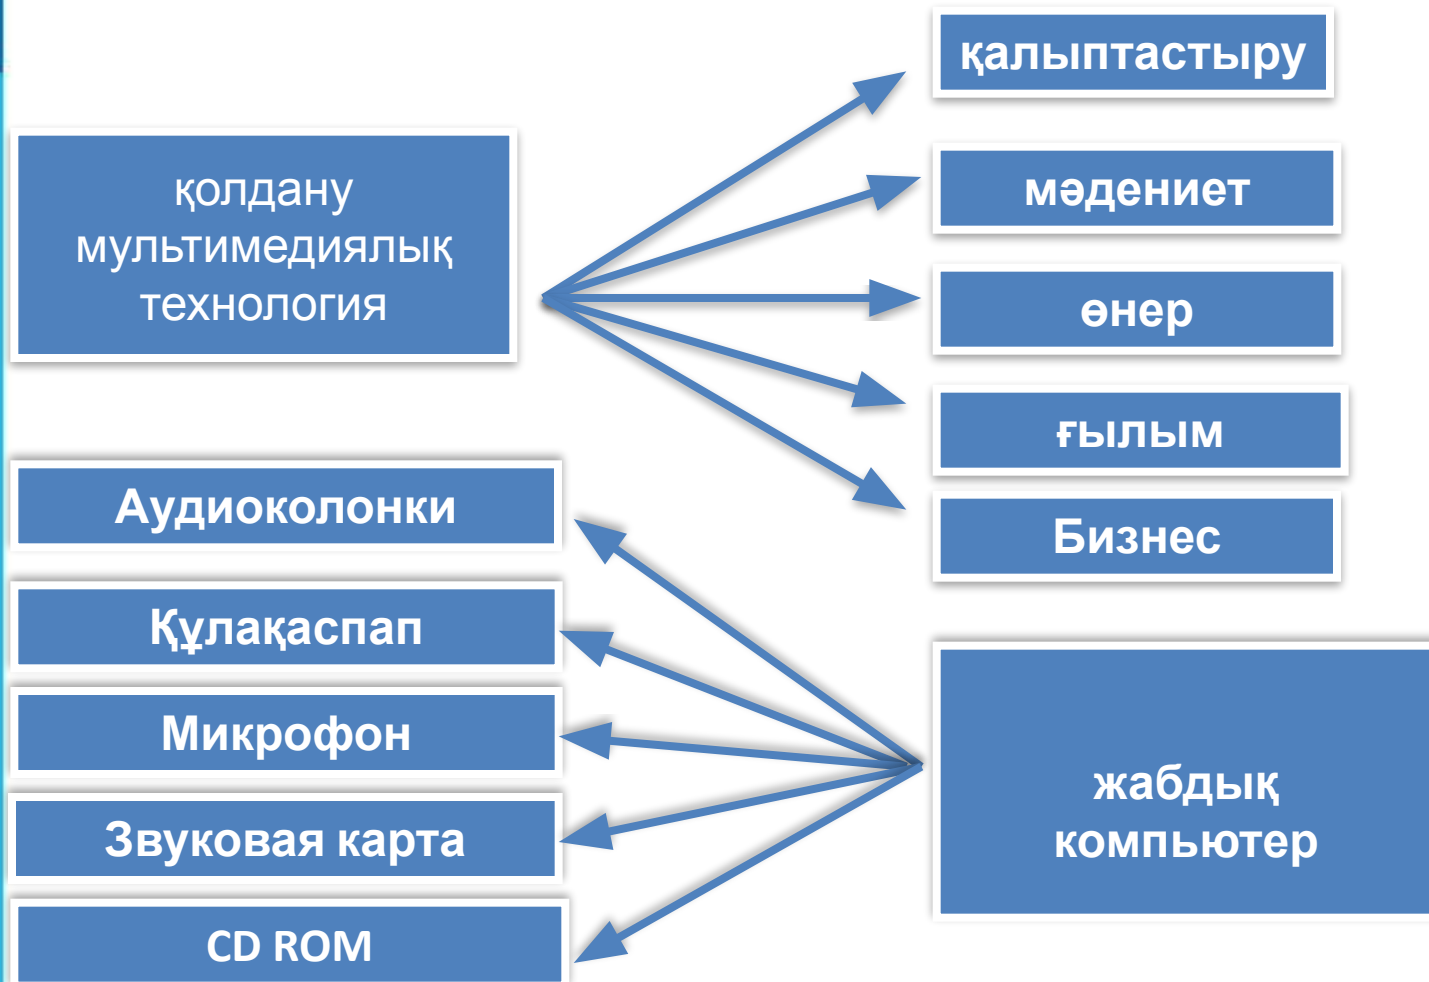 қолдану
мультимедиялық
технология
қалыптастыру
мәдениет
өнер
ғылым
Бизнес
Аудиоколонки
Құлақаспап
Микрофон
Звуковая карта
CD ROM
жабдық
компьютер